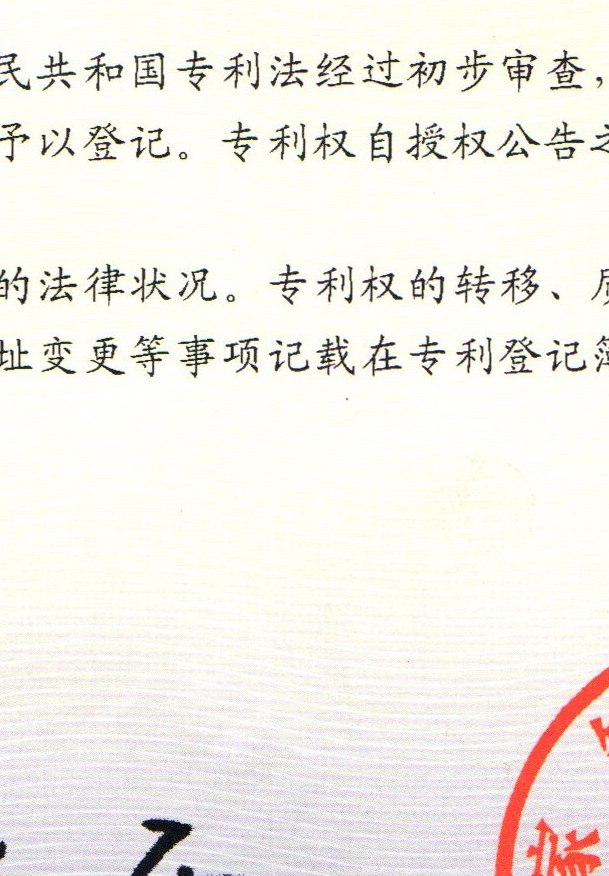 民共和国专利法经过初步审查，
予以登记。专利权自授权公告之
的法律状况。专利权的转移、质
址变更等事项记载在专利登记簿
家